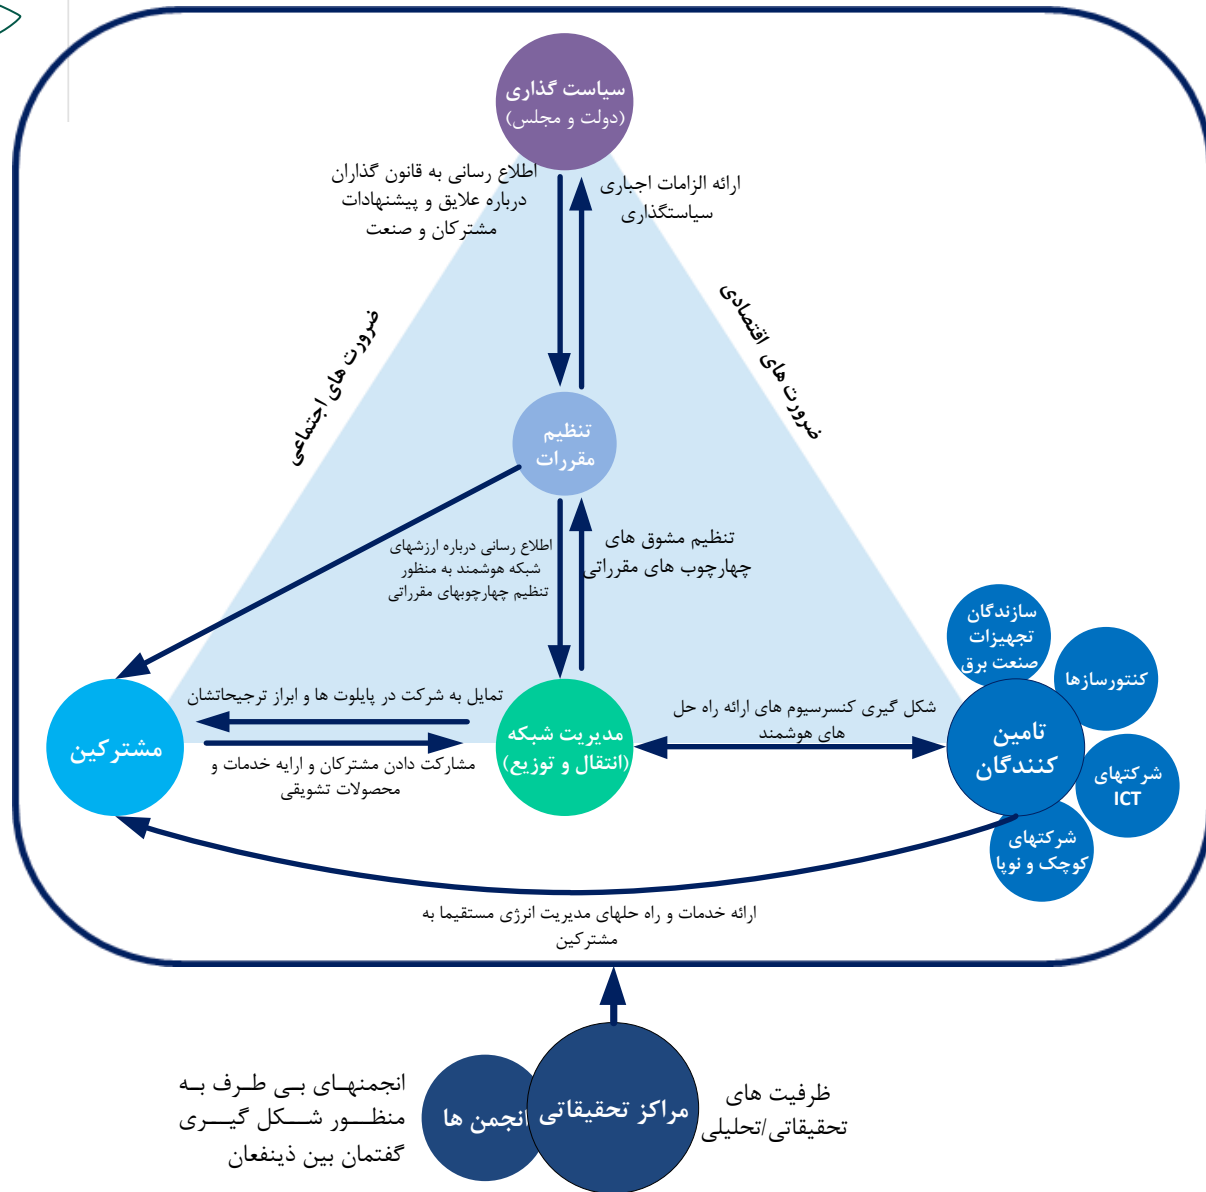 سیاست گذاری
(دولت و مجلس)
ارائه الزامات اجباری
سیاستگذاری
اطلاع رسانی به قانون گذاران
درباره علایق و پیشنهادات
مشترکان و صنعت
ضرورت های اقتصادی
ضرورت های اجتماعی
تنظیم
مقررات
تنظیم مشوق های
چهارچوب های مقرراتی
اطلاع رسانی درباره ارزشهای
شبکه هوشمند به منظور
تنظیم چهارچوبهای مقرراتی
سازندگان
تجهیزات
صنعت برق
کنتورسازها
تامین
کنندگان
شرکتهای
ICT
شرکتهای
کوچک و نوپا
شکل گیری کنسرسیوم های ارائه راه حل
های هوشمند
مدیریت شبکه
(انتقال و توزیع)
تمایل به شرکت در پایلوت ها و ابراز ترجیحاتشان
مشارکت دادن مشترکان و ارایه خدمات و
محصولات تشویقی
مشترکین
ارائه خدمات و راه حلهای مدیریت انرژی مستقیما به
مشترکین
ظرفیت های
تحقیقاتی/تحلیلی
مراکز تحقیقاتی
انجمن ها
انجمنهای بی طرف به
منظور شکل گیری
گفتمان بین ذینفعان